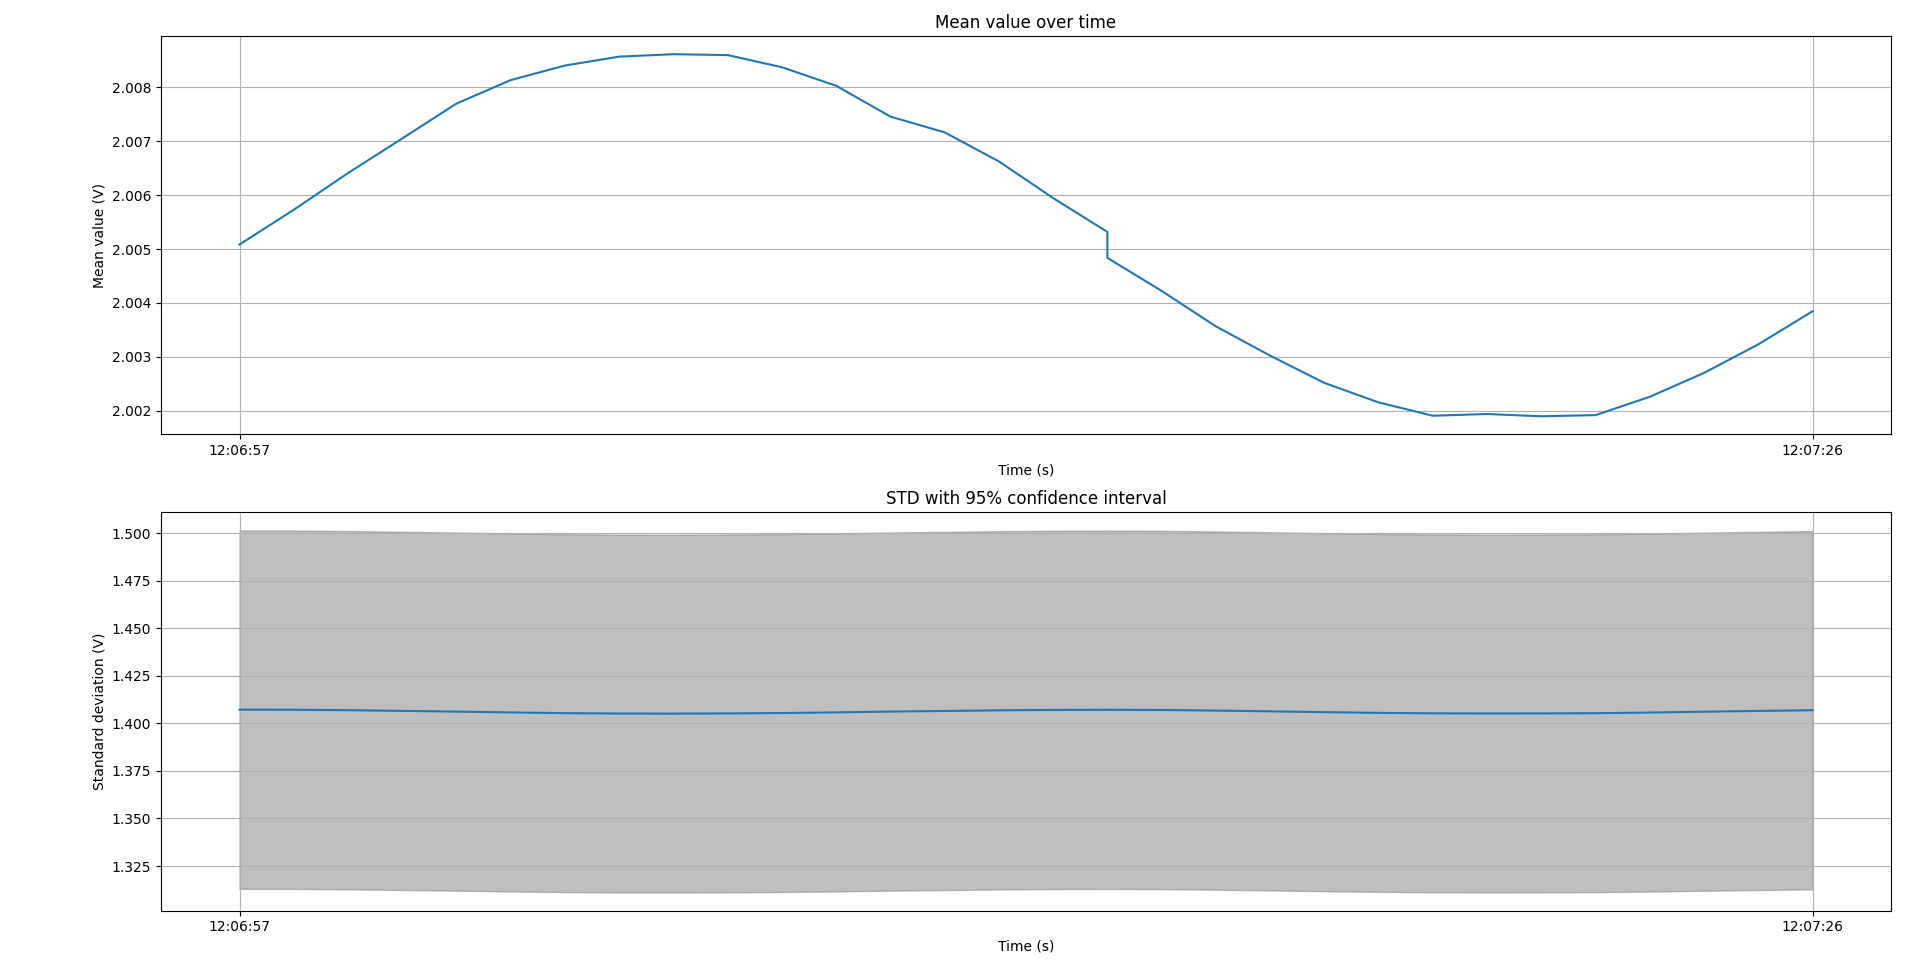 Mean value over time
Mean value (V)
2.008
2.007
2.006
2.005
2.004
2.003
2.002
12:06:57 12:07:26
Time (s)
STD with 95% confidence interval
Standard deviation (V)
1.500
1.475
1.450
1.425
1.400
1.375
1.350
1.325
12:06:57 12:07:26
Time (s)